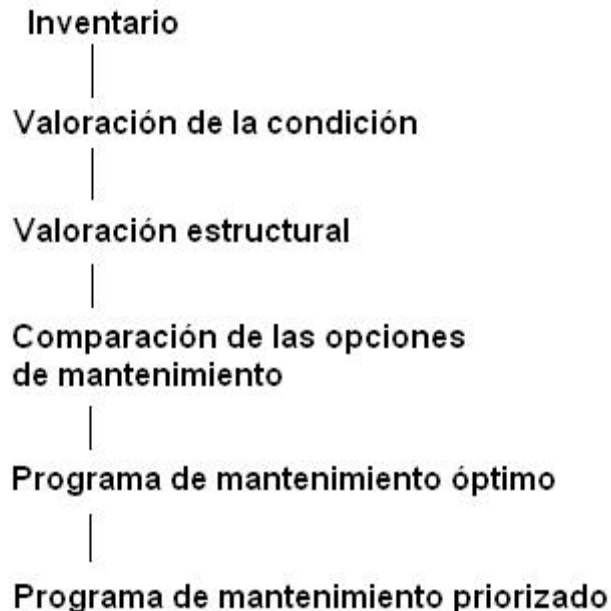 Inventario
Valoración de la condición
Valoración estructural
Comparación de las opciones
de mantenimiento
Programa de mantenimiento óptimo
Programa de mantenimiento priorizado